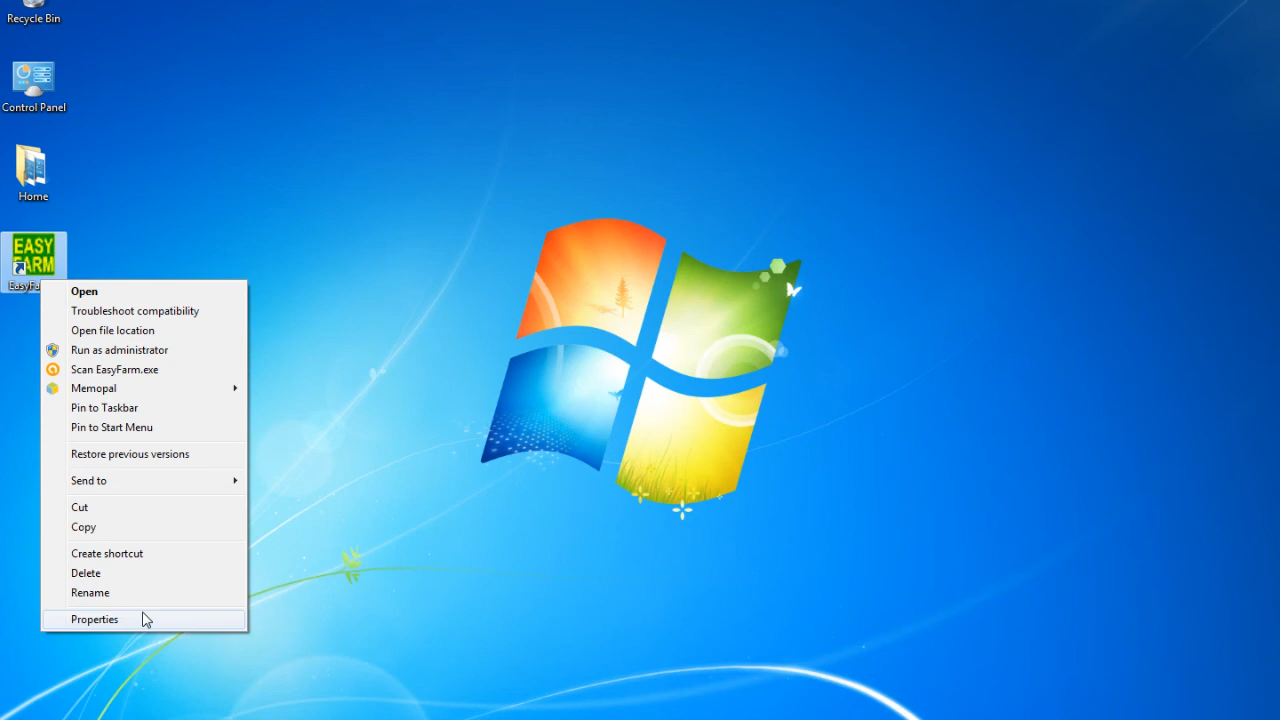 Recycle Bin
Control Panel
Home
EASY
FARM
Open
Troubleshoot compatibility
Open file location
Run as administrator
Scan EasyFarm.exe
Memopal
Pin to Taskbar
Pin to Start Menu
Restore previous versions
Send to
Cut
Copy
Create shortcut
Delete
Rename
Properties